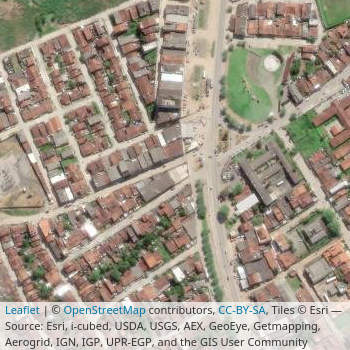 Leaflet | © OpenStreetMap contributors, CC-BY-SA, Tiles © Esri —
Source: Esri, i-cubed, USDA, USGS, AEX, GeoEye, Getmapping,
Aerogrid, IGN, IGP, UPR-EGP, and the GIS User Community